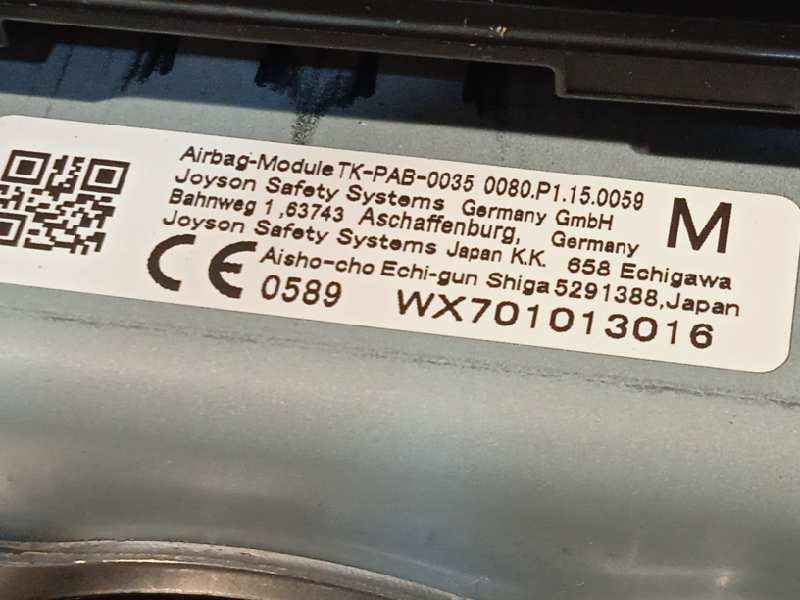 Airbag-Module TK-PAB-0035 0080.P1.15.0059
Joyson Safety Systems Germany GmbH
Bahnweg 1,63743 Aschaffenburg, Germany
Joyson Safety Systems Japan K.K. 658 Echigawa
Aisho-cho Echi-gun Shiga 5291388,Japan
M
CE 0589 WX701013016